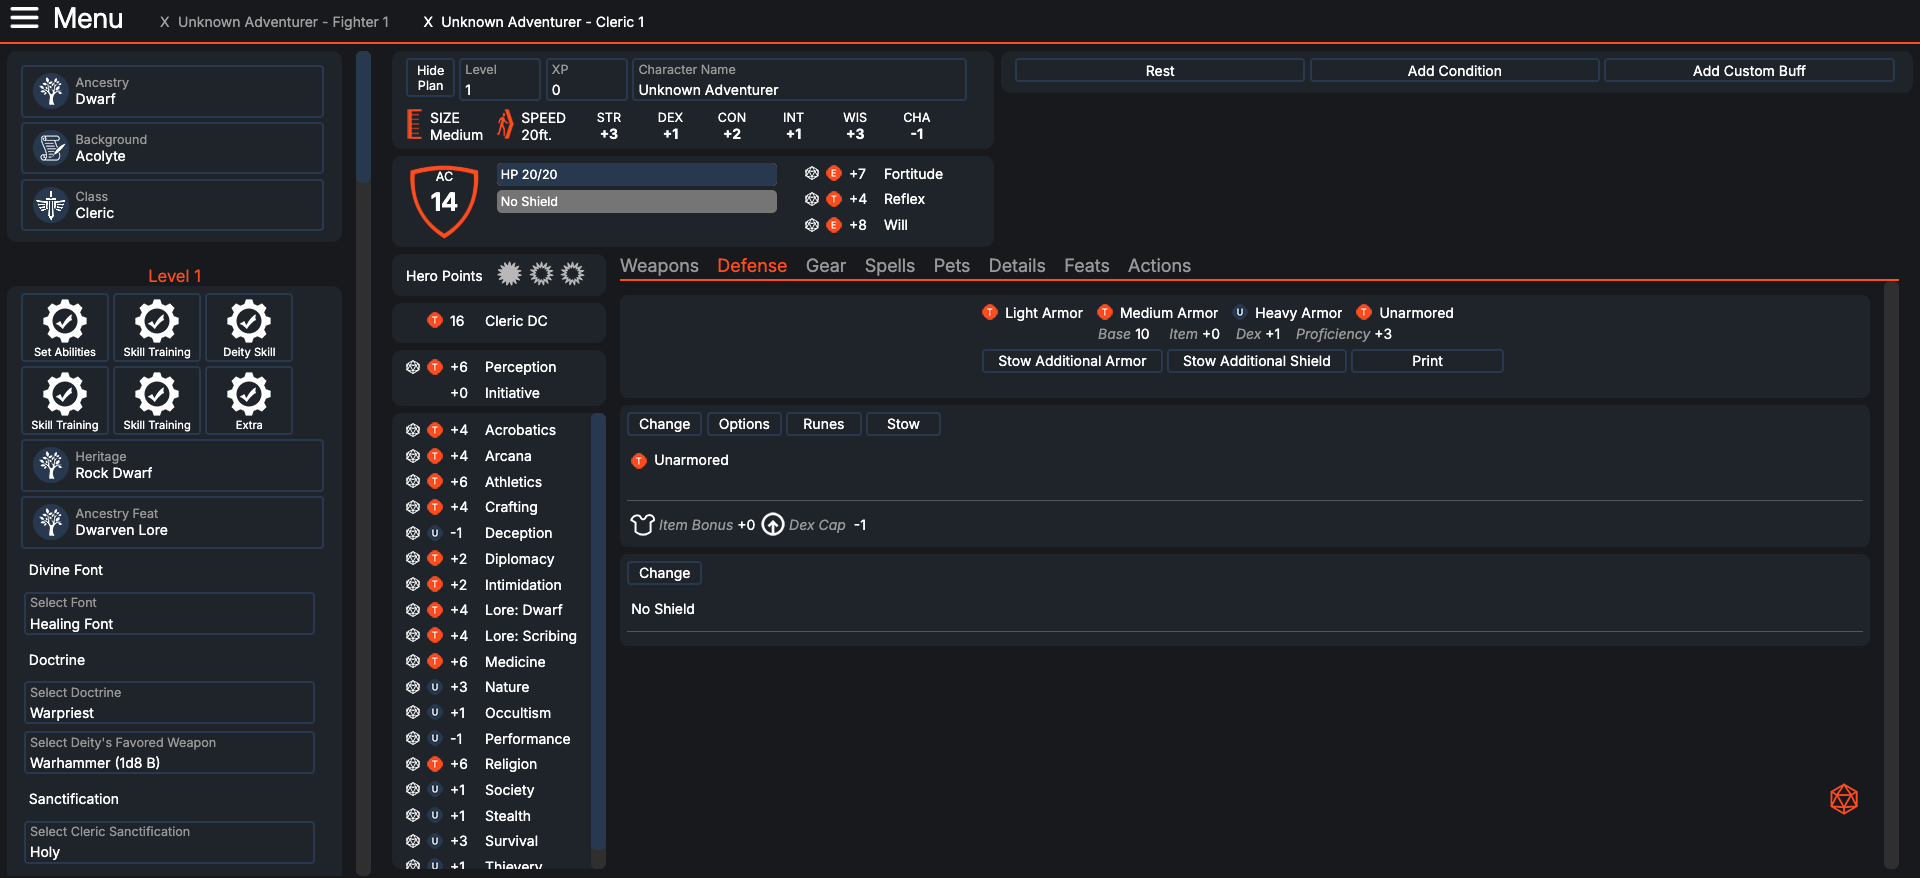 Menu
X Unknown Adventurer - Fighter 1
X Unknown Adventurer - Cleric 1
Ancestry
Dwarf
Background
Acolyte
Class
Cleric
Level 1
Set Abilities
Skill Training
Deity Skill
Skill Training
Skill Training
Extra
Heritage
Rock Dwarf
Ancestry Feat
Dwarven Lore
Divine Font
Select Font
Healing Font
Doctrine
Select Doctrine
Warpriest
Select Deity's Favored Weapon
Warhammer (1d8 B)
Sanctification
Select Cleric Sanctification
Holy
Hide Plan
Level
1
XP
0
Character Name
Unknown Adventurer
SIZE
Medium
SPEED
20ft.
STR
+3
DEX
+1
CON
+2
INT
+1
WIS
+3
CHA
-1
AC
14
HP 20/20
No Shield
E +7 Fortitude
T +4 Reflex
E +8 Will
Rest
Add Condition
Add Custom Buff
Hero Points
T 16 Cleric DC
T +6 Perception
+0 Initiative
T +4 Acrobatics
T +4 Arcana
T +6 Athletics
T +4 Crafting
U -1 Deception
T +2 Diplomacy
T +2 Intimidation
T +4 Lore: Dwarf
T +4 Lore: Scribing
T +6 Medicine
U +3 Nature
U +1 Occultism
U -1 Performance
T +6 Religion
U +1 Society
U +1 Stealth
U +3 Survival
U +1 Thievery
Weapons Defense Gear Spells Pets Details Feats Actions
T Light Armor T Medium Armor U Heavy Armor T Unarmored
Base 10 Item +0 Dex +1 Proficiency +3
Stow Additional Armor
Stow Additional Shield
Print
Change
Options
Runes
Stow
T Unarmored
Item Bonus +0 Dex Cap -1
Change
No Shield